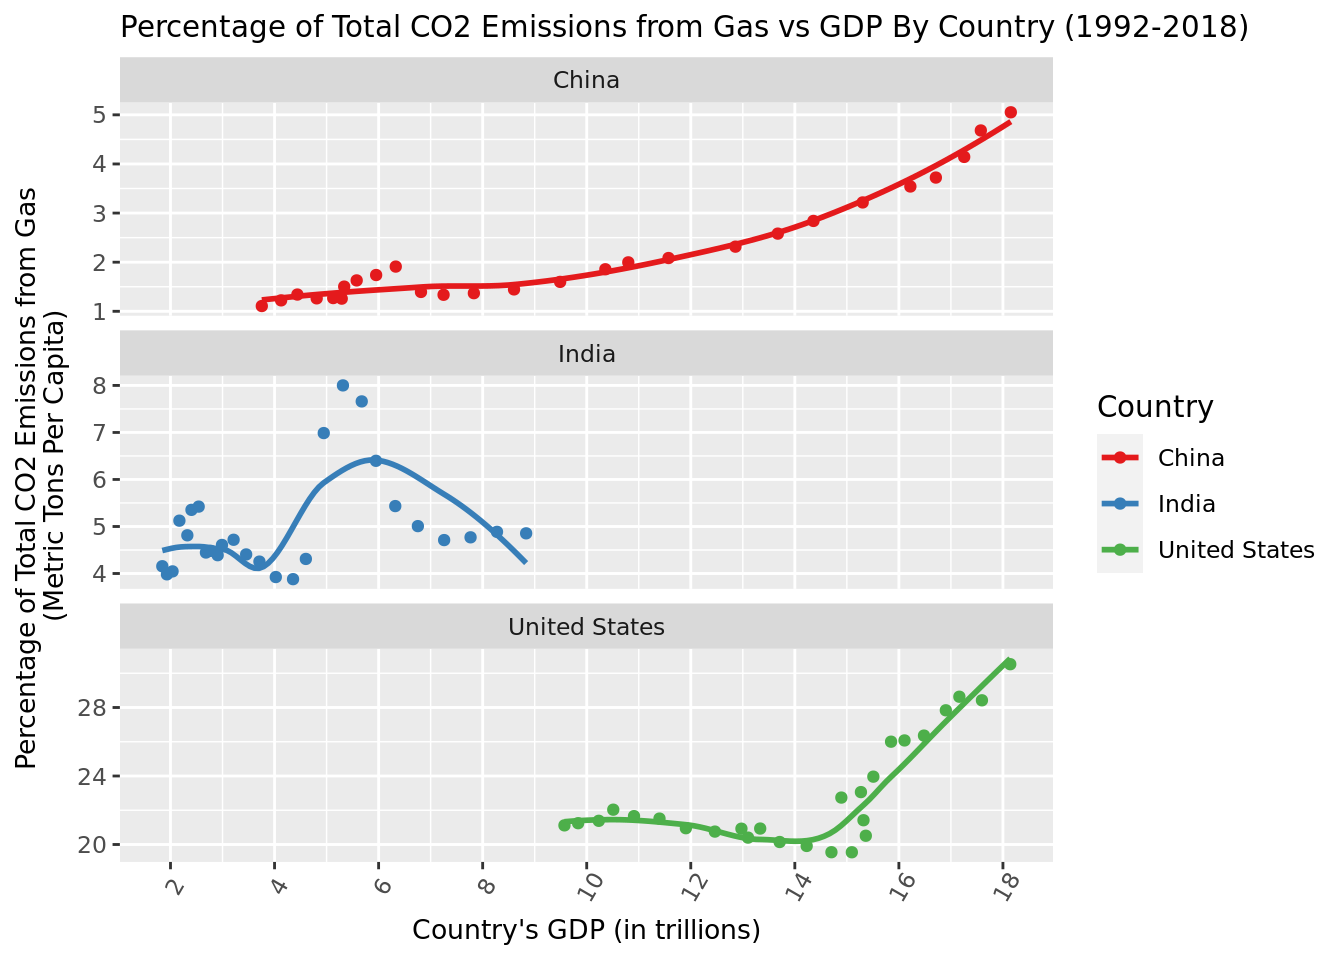 Percentage of Total CO2 Emissions from Gas vs GDP By Country (1992-2018)
Percentage of Total CO2 Emissions from Gas
(Metric Tons Per Capita)
China
5
4
3
2
1
India
8
7
6
5
4
United States
28
24
20
2
4
6
8
10
12
14
16
18
Country's GDP (in trillions)
Country
China
India
United States